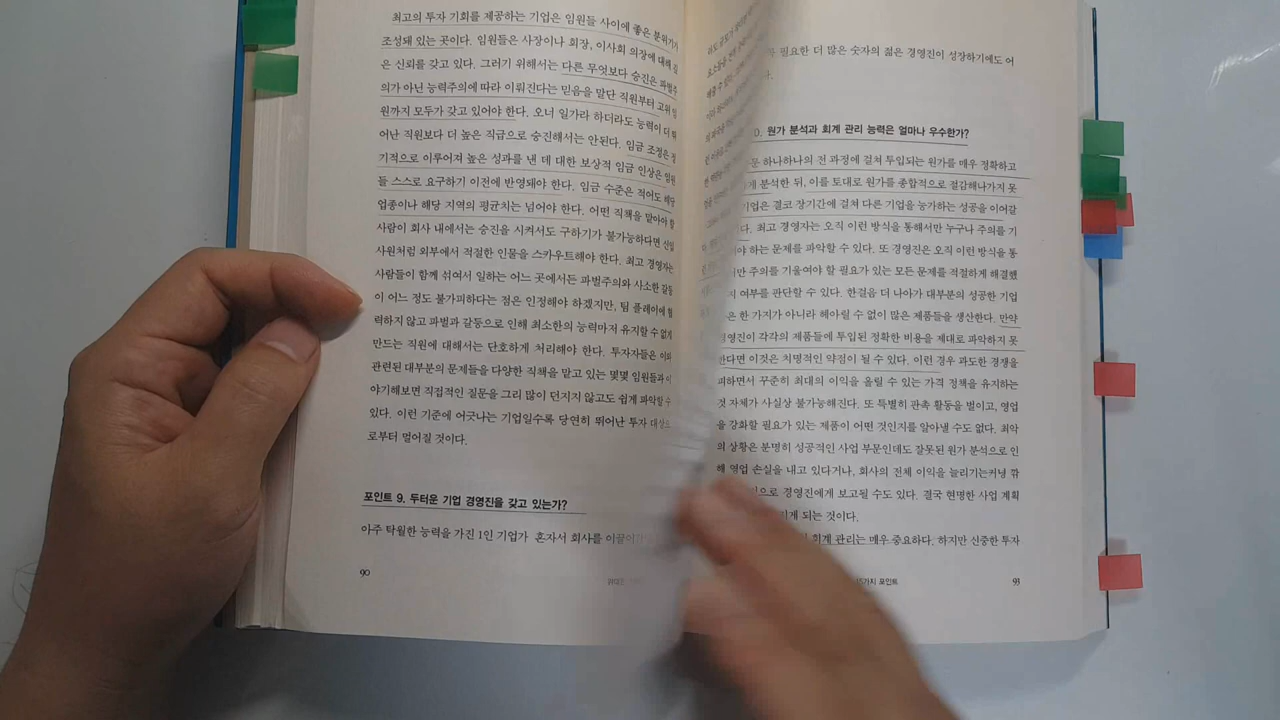 최고의 투자 기회를 제공하는 기업은 임원들 사이에 좋은 분위기가
조성돼 있는 곳이다. 임원들은 사장이나 회장, 이사회 의장에 대해 깊
은 신뢰를 갖고 있다. 그러기 위해서는 다른 무엇보다 승진은 파벌주
의가 아닌 능력주의에 따라 이뤄진다는 믿음을 말단 직원부터 고위 임
원까지 모두가 갖고 있어야 한다. 오너 일가라 하더라도 능력이 더 뛰
어난 직원보다 더 높은 직급으로 승진해서는 안된다. 임금 조정은 정
기적으로 이루어져 높은 성과를 낸 데 대한 보상적 임금 인상은 임원
들 스스로 요구하기 이전에 반영돼야 한다. 임금 수준은 적어도 해당
업종이나 해당 지역의 평균치는 넘어야 한다. 어떤 직책을 맡아야 할
사람이 회사 내에서는 승진을 시켜서도 구하기가 불가능하다면 신입
사원처럼 외부에서 적절한 인물을 스카우트해야 한다. 최고 경영자는
사람들이 함께 섞여서 일하는 어느 곳에서든 파벌주의와 사소한 갈등
이 어느 정도 불가피하다는 점은 인정해야 하겠지만, 팀 플레이에 협
력하지 않고 파벌과 갈등으로 인해 최소한의 능력마저 유지할 수 없게
만드는 직원에 대해서는 단호하게 처리해야 한다. 투자자들은 이와
관련된 대부분의 문제들을 다양한 직책을 맡고 있는 몇몇 임원들과 이
야기해보면 직접적인 질문을 그리 많이 던지지 않고도 쉽게 파악할 수
있다. 이런 기준에 어긋나는 기업일수록 당연히 뛰어난 투자 대상으
로부터 멀어질 것이다.
포인트 9. 두터운 기업 경영진을 갖고 있는가?
아주 탁월한 능력을 가진 1인 기업가 혼자서 회사를
90
필요한 더 많은 숫자의 젊은 경영진이 성장하기에도 어
원가 분석과 회계 관리 능력은 얼마나 우수한가?
하나하나의 전 과정에 걸쳐 투입되는 원가를 매우 정확하고
분석한 뒤, 이를 토대로 원가를 종합적으로 절감해나가지 못
기업은 결코 장기간에 걸쳐 다른 기업을 능가하는 성공을 이어갈
다. 최고 경영자는 오직 이런 방식을 통해서만 누구나 주의를 기
야 하는 문제를 파악할 수 있다. 또 경영진은 오직 이런 방식을 통
만 주의를 기울여야 할 필요가 있는 모든 문제를 적절하게 해결했
여부를 판단할 수 있다. 한걸음 더 나아가 대부분의 성공한 기업
은 한 가지가 아니라 헤아릴 수 없이 많은 제품들을 생산한다. 만약
경영진이 각각의 제품들에 투입된 정확한 비용을 제대로 파악하지 못
한다면 이것은 치명적인 약점이 될 수 있다. 이런 경우 과도한 경쟁을
피하면서 꾸준히 최대의 이익을 올릴 수 있는 가격 정책을 유지하는
것 자체가 사실상 불가능해진다. 또 특별히 판촉 활동을 벌이고, 영업
을 강화할 필요가 있는 제품이 어떤 것인지를 알아낼 수도 없다. 최악
의 상황은 분명히 성공적인 사업 부문인데도 잘못된 원가 분석으로 인
해 영업 손실을 내고 있다거나, 회사의 전체 이익을 늘리기는커녕 깎
으로 경영진에게 보고될 수도 있다. 결국 현명한 사업 계획
되는 것이다.
회계 관리는 매우 중요하다. 하지만 신중한 투자
15가지 포인트
93